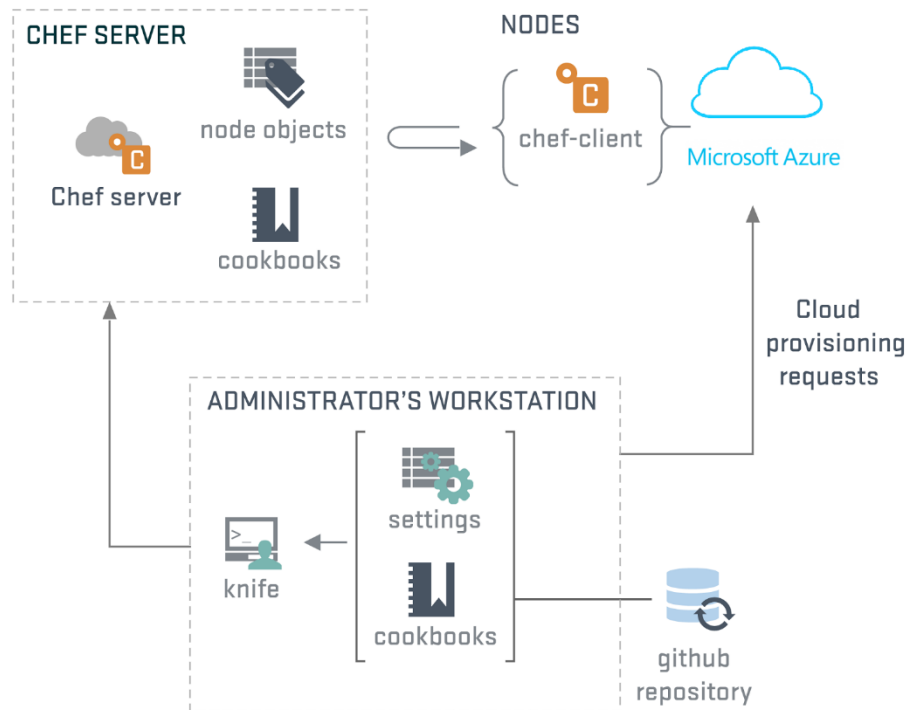 CHEF SERVER
node objects
C
Chef server
cookbooks
NODES
C
chef-client
Microsoft Azure
Cloud
provisioning
requests
ADMINISTRATOR'S WORKSTATION
settings
>_
knife
cookbooks
github
repository